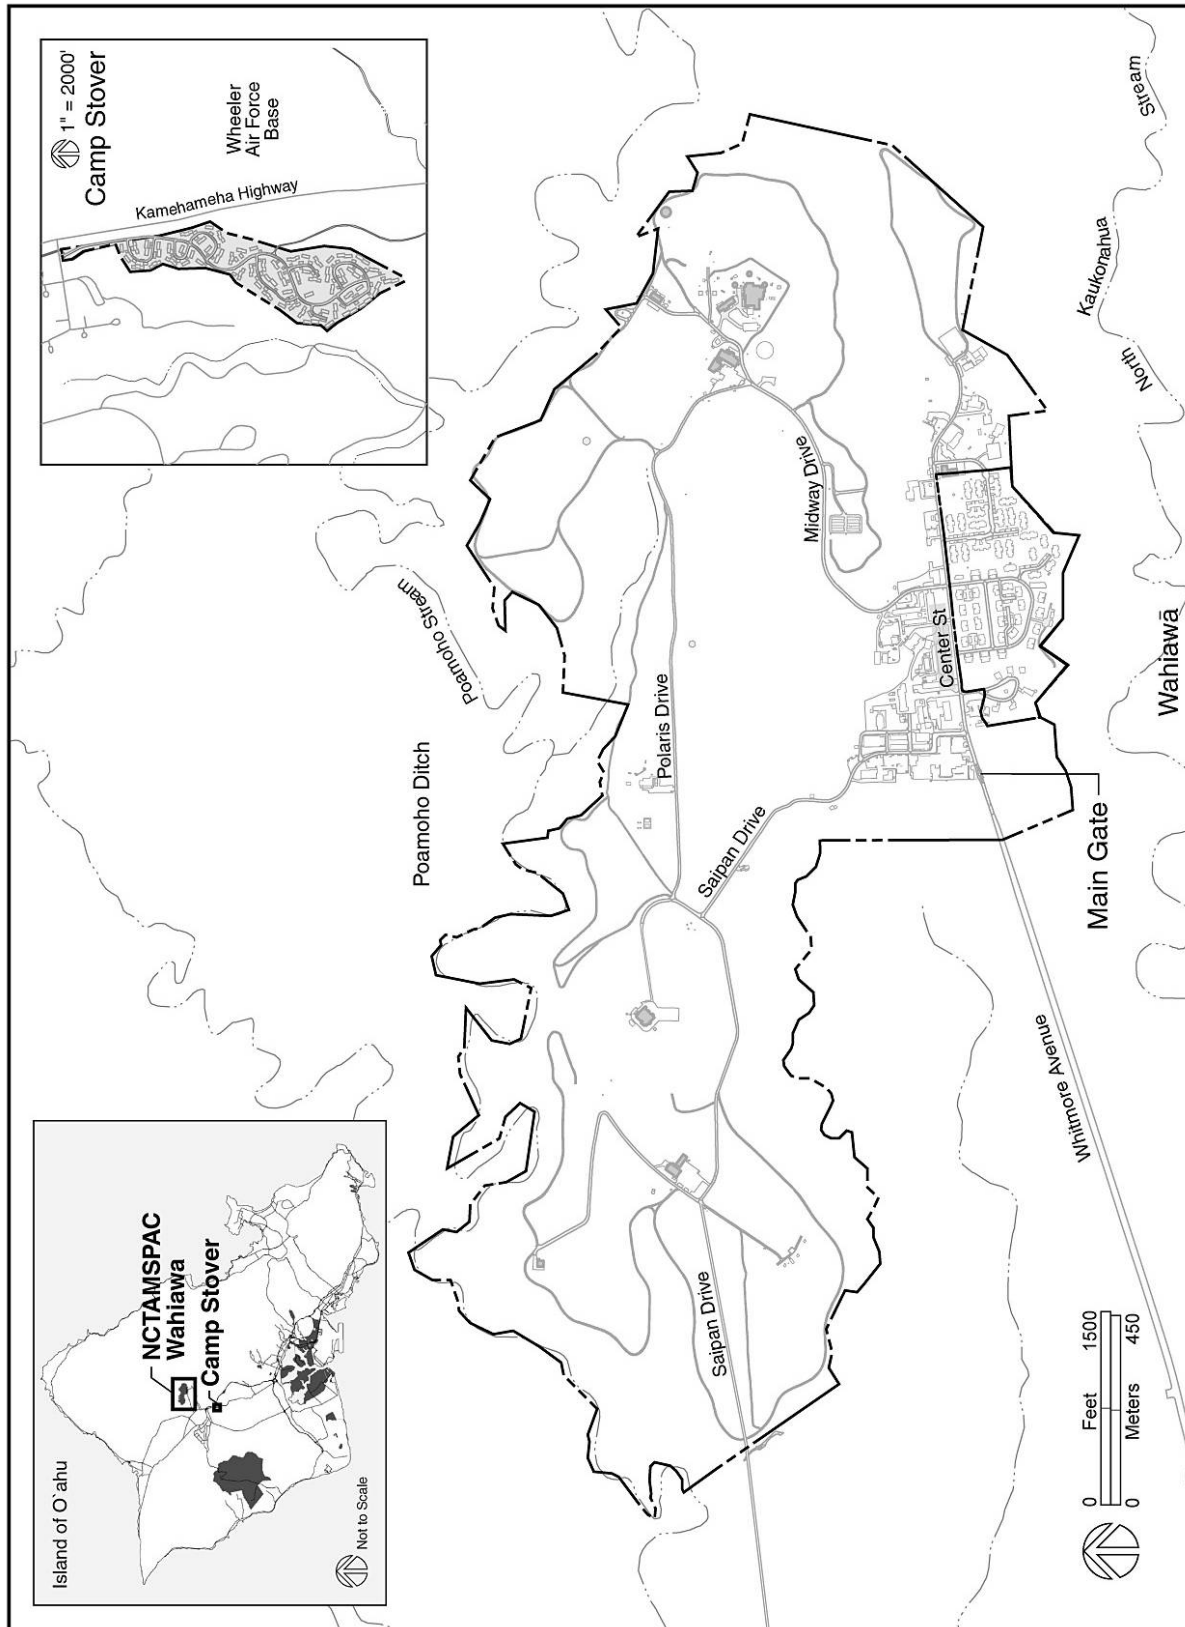 Island of O`ahu
NCTAMSPAC
Wahiawa
Camp Stover
Not to Scale
1" = 2000'
Camp Stover
Wheeler
Air Force
Base
Kamehameha Highway
Poamoho Stream
Poamoho Ditch
Polaris Drive
Midway Drive
Saipan Drive
Saipan Drive
Center St
Main Gate
Whitmore Avenue
Wahiawā
North
Kaukonahua
Stream
0 Feet 1500
0 Meters 450